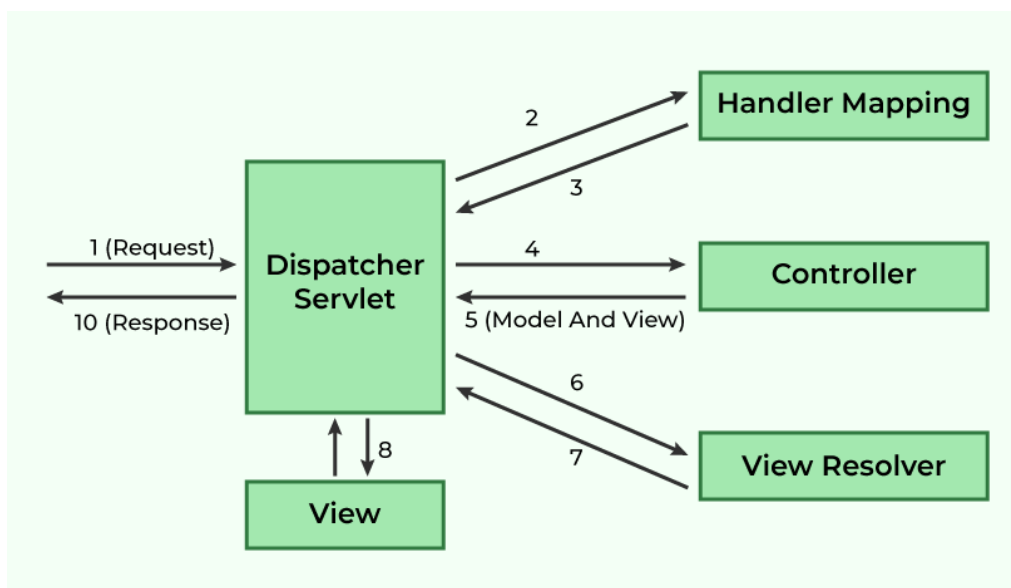 2
Handler Mapping
3
1 (Request)
4
Dispatcher
Servlet
Controller
10 (Response)
5 (Model And View)
6
8
7
View Resolver
View